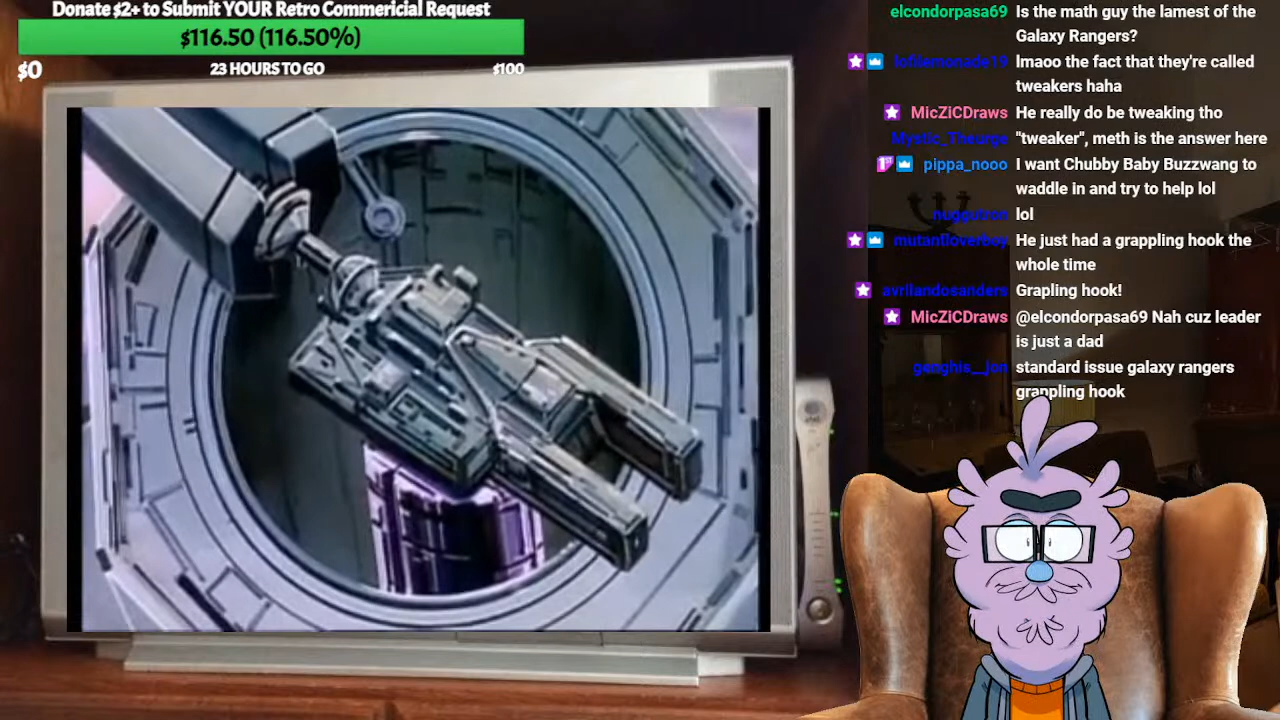 Donate $2+ to Submit YOUR Retro Commericial Request
$116.50 (116.50%)
$0
23 HOURS TO GO
$100
elcondorpasa69 Is the math guy the lamest of the
Galaxy Rangers?
lofilemonade19 lmaoo the fact that they're called
tweakers haha
MicZiCDraws He really do be tweaking tho
Mystic_Theurge "tweaker", meth is the answer here
pippa_nooo I want Chubby Baby Buzzwang to
waddle in and try to help lol
nuggutron lol
mutantloverboy He just had a grappling hook the
whole time
avrilandosanders Grapling hook!
MicZiCDraws @elcondorpasa69 Nah cuz leader
is just a dad
genghis__jon standard issue galaxy rangers
grappling hook